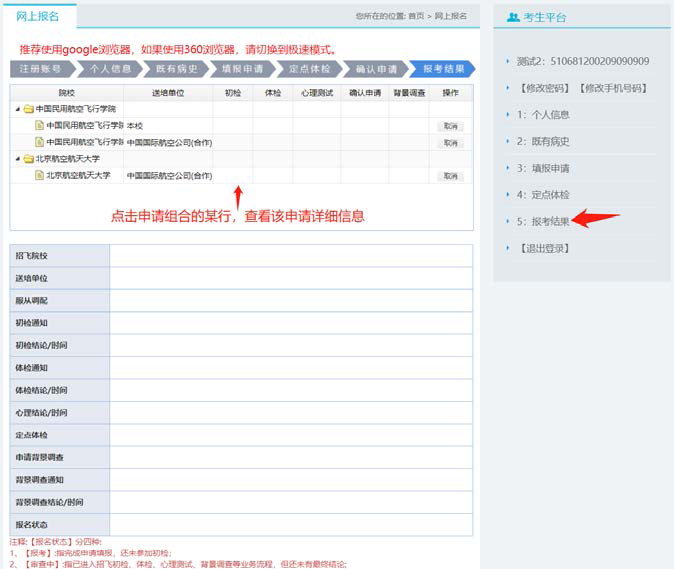 网上报名
您所在的位置: 首页 > 网上报名
推荐使用google浏览器，如果使用360浏览器，请切换到极速模式。
注册账号 个人信息 既有病史 填报申请 定点体检 确认申请 报考结果
院校 送培单位 初检 体检 心理测试 确认申请 背景调查 操作
中国民用航空飞行学院
中国民用航空飞行学院 本校 取消
中国民用航空飞行学院 中国国际航空公司(合作) 取消
北京航空航天大学
北京航空航天大学 中国国际航空公司(合作) 取消
点击申请组合的某行，查看该申请详细信息
招飞院校
送培单位
服从调配
初检通知
初检结论/时间
体检通知
体检结论/时间
心理结论/时间
定点体检
申请背景调查
背景调查通知
背景调查结论/时间
报名状态
注释:【报名状态】分四种:
1、【报考】:指完成申请填报，还未参加初检;
2、【审查中】:指已进入招飞初检、体检、心理测试、背景调查等业务流程，但还未有最终结论;
考生平台
测试2：510681200209090909
【修改密码】【修改手机号码】
1：个人信息
2：既有病史
3：填报申请
4：定点体检
5：报考结果
【退出登录】